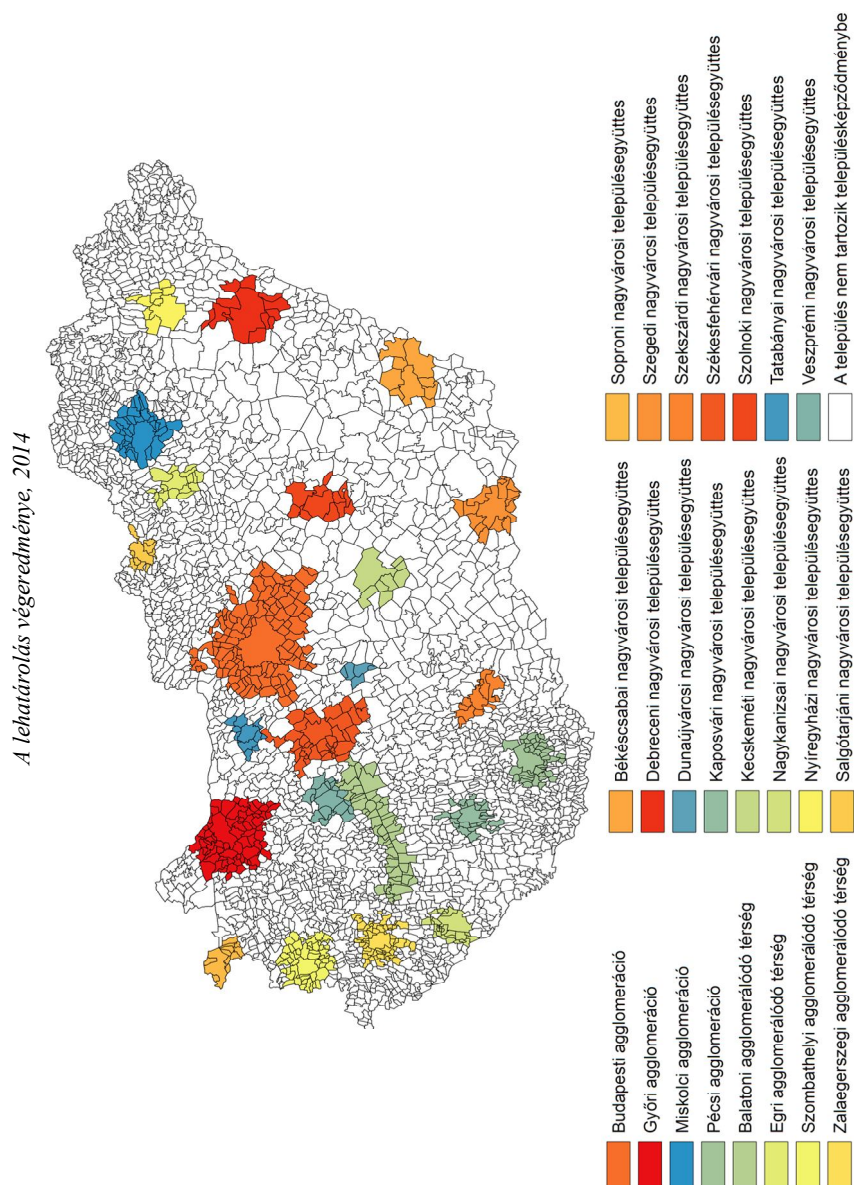 A lehatárolás végeredménye, 2014
Budapesti agglomeráció
Győri agglomeráció
Miskolci agglomeráció
Pécsi agglomeráció
Balatoni agglomerálódó térség
Egri agglomerálódó térség
Szombathelyi agglomerálódó térség
Zalaegerszegi agglomerálódó térség
Békéscsabai nagyvárosi településegyüttes
Debreceni nagyvárosi településegyüttes
Dunaújvárosi nagyvárosi településegyüttes
Kaposvári nagyvárosi településegyüttes
Kecskeméti nagyvárosi településegyüttes
Nagykanizsai nagyvárosi településegyüttes
Nyíregyházi nagyvárosi településegyüttes
Salgótarjáni nagyvárosi településegyüttes
Soproni nagyvárosi településegyüttes
Szegedi nagyvárosi településegyüttes
Szekszárdi nagyvárosi településegyüttes
Székesfehérvári nagyvárosi településegyüttes
Szolnoki nagyvárosi településegyüttes
Tatabányai nagyvárosi településegyüttes
Veszprémi nagyvárosi településegyüttes
A település nem tartozik településképződménybe